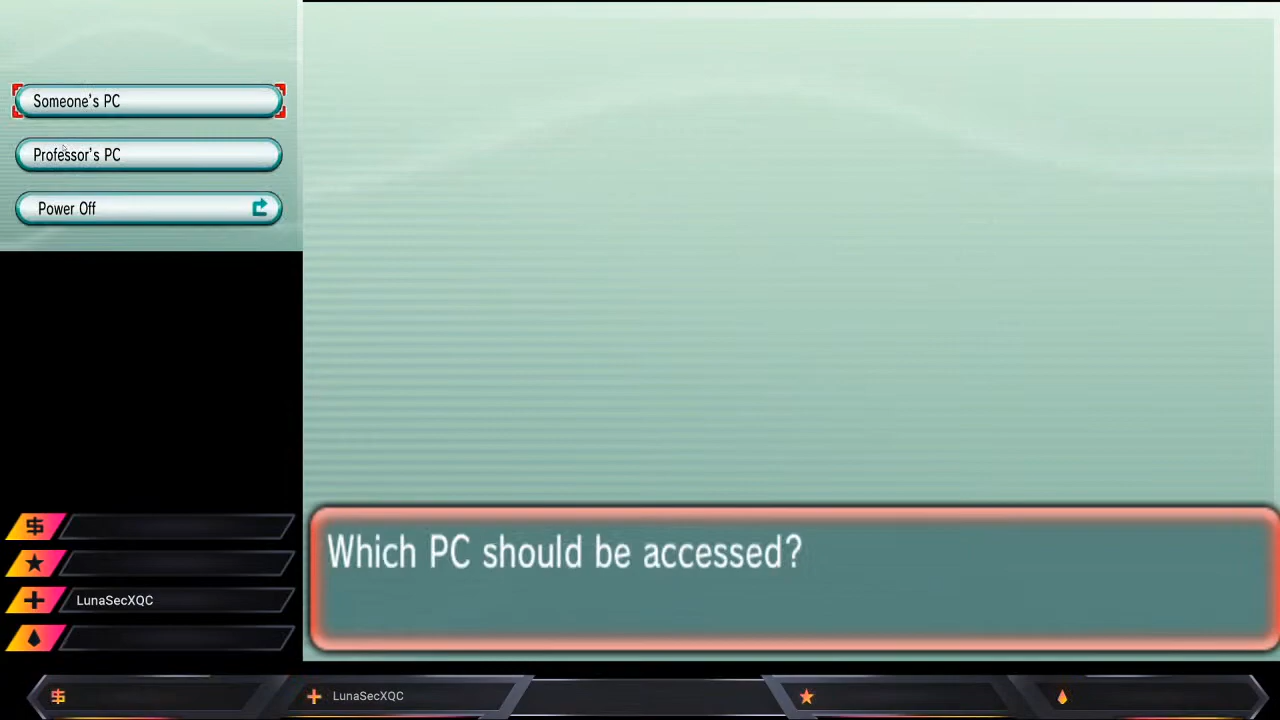 Someone's PC
Professor's PC
Power Off
Which PC should be accessed?
LunaSecXQC
LunaSecXQC